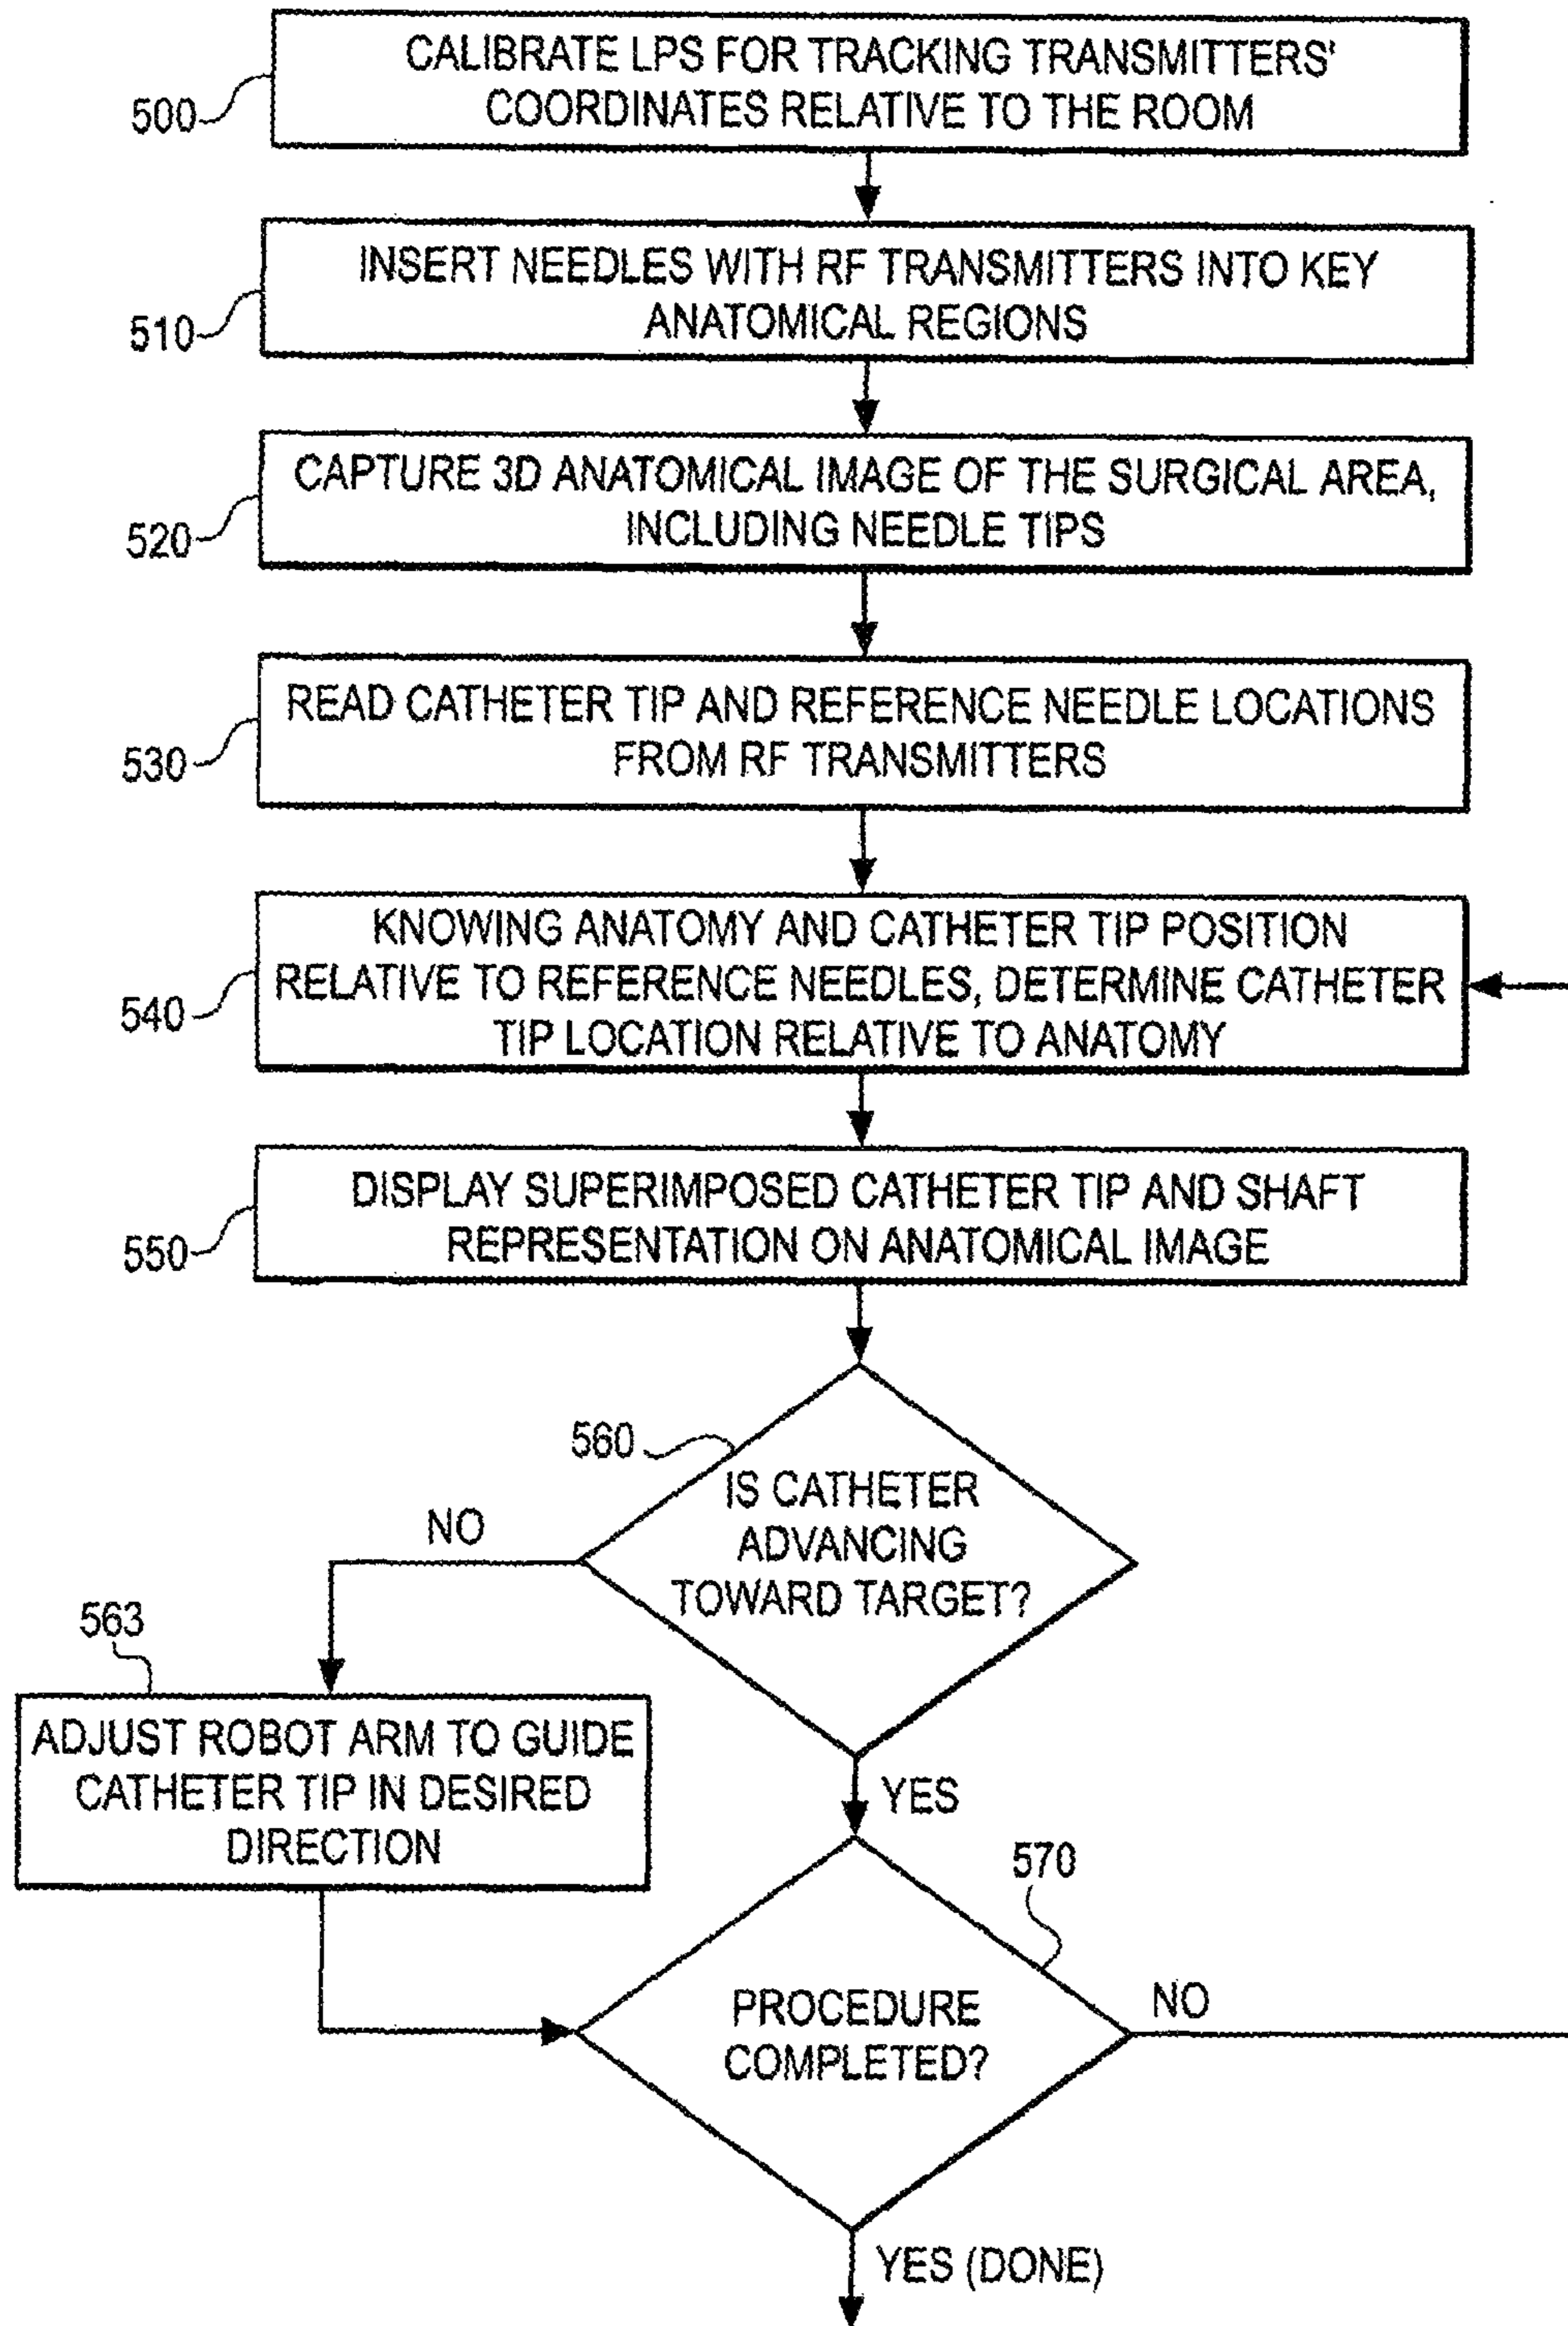 500
CALIBRATE LPS FOR TRACKING TRANSMITTERS'
COORDINATES RELATIVE TO THE ROOM
510
INSERT NEEDLES WITH RF TRANSMITTERS INTO KEY
ANATOMICAL REGIONS
520
CAPTURE 3D ANATOMICAL IMAGE OF THE SURGICAL AREA,
INCLUDING NEEDLE TIPS
530
READ CATHETER TIP AND REFERENCE NEEDLE LOCATIONS
FROM RF TRANSMITTERS
540
KNOWING ANATOMY AND CATHETER TIP POSITION
RELATIVE TO REFERENCE NEEDLES, DETERMINE CATHETER
TIP LOCATION RELATIVE TO ANATOMY
550
DISPLAY SUPERIMPOSED CATHETER TIP AND SHAFT
REPRESENTATION ON ANATOMICAL IMAGE
560
IS CATHETER
ADVANCING
TOWARD TARGET?
NO
563
ADJUST ROBOT ARM TO GUIDE
CATHETER TIP IN DESIRED
DIRECTION
YES
570
PROCEDURE
COMPLETED?
NO
YES (DONE)